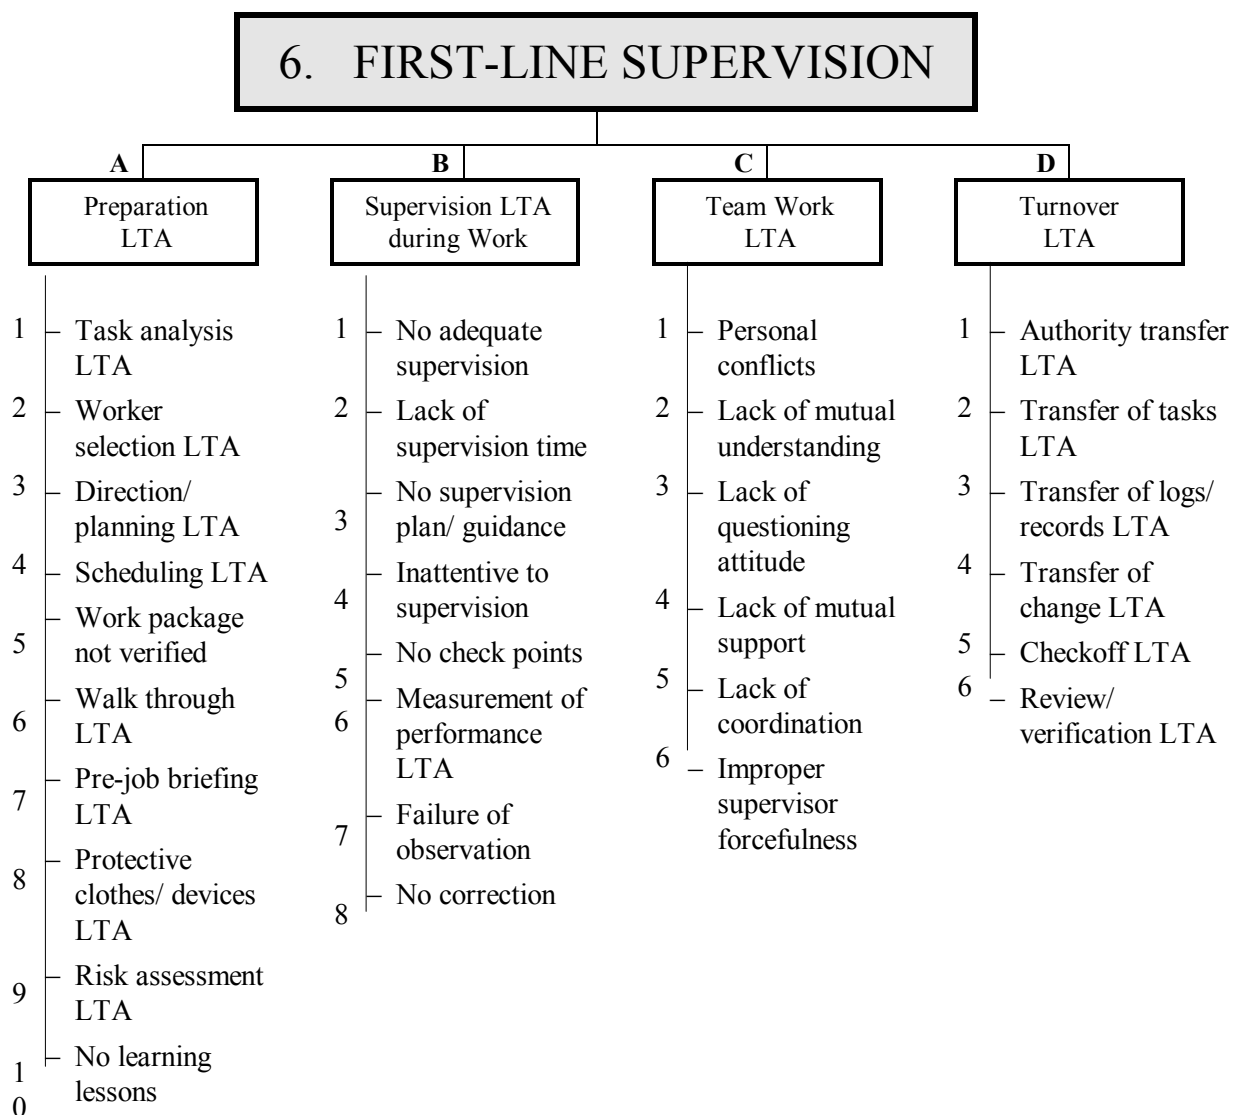 6. FIRST-LINE SUPERVISION
A
Preparation
LTA
1 – Task analysis
LTA
2 – Worker
selection LTA
3 – Direction/
planning LTA
4 – Scheduling LTA
– Work package
5 not verified
– Walk through
6 LTA
– Pre-job briefing
7 LTA
– Protective
8 clothes/ devices
LTA
– Risk assessment
9 LTA
– No learning
1 lessons
0
B
Supervision LTA
during Work
1 – No adequate
supervision
2 – Lack of
supervision time
– No supervision
3 plan/ guidance
– Inattentive to
4 supervision
– No check points
5
– Measurement of
6 performance
LTA
– Failure of
7 observation
– No correction
8
C
Team Work
LTA
1 – Personal
conflicts
2 – Lack of mutual
understanding
3 – Lack of
questioning
attitude
4 – Lack of mutual
support
5 – Lack of
coordination
6 – Improper
supervisor
forcefulness
D
Turnover
LTA
1 – Authority transfer
LTA
2 – Transfer of tasks
LTA
3 – Transfer of logs/
records LTA
4 – Transfer of
change LTA
5 – Checkoff LTA
6 – Review/
verification LTA